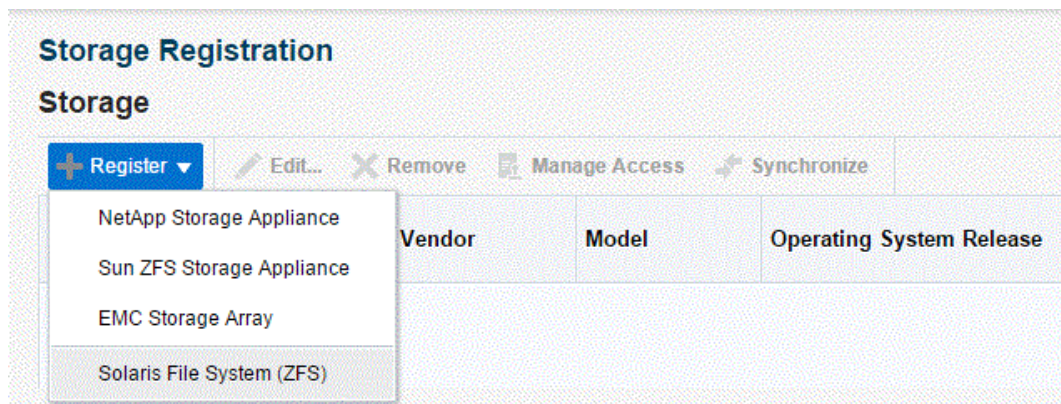 Storage Registration
Storage
Register Edit... Remove Manage Access Synchronize
NetApp Storage Appliance
Vendor Model Operating System Release
Sun ZFS Storage Appliance
EMC Storage Array
Solaris File System (ZFS)